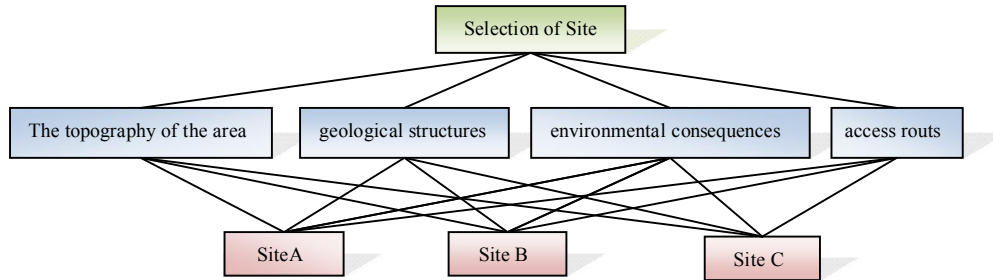 Selection of Site
The topography of the area
geological structures
environmental consequences
access routs
SiteA
Site B
Site C